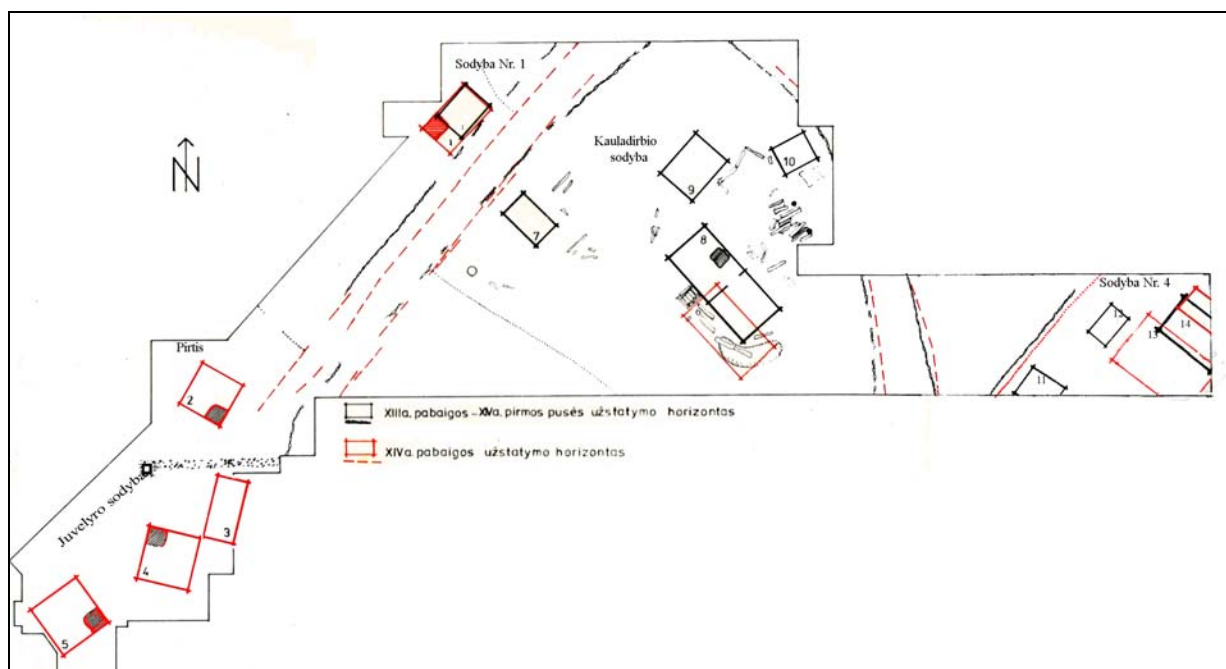 Sodyba Nr. 1
1
N
Kauladirbio
sodyba
10
9
7
8
6
Sodyba Nr. 4
12
14
13
11
Pirtis
2
XIIIa. pabaigos – XIVa. pirmos pusės užstatymo horizontas
XIVa. pabaigos užstatymo horizontas
Juvelyro sodyba
3
4
5